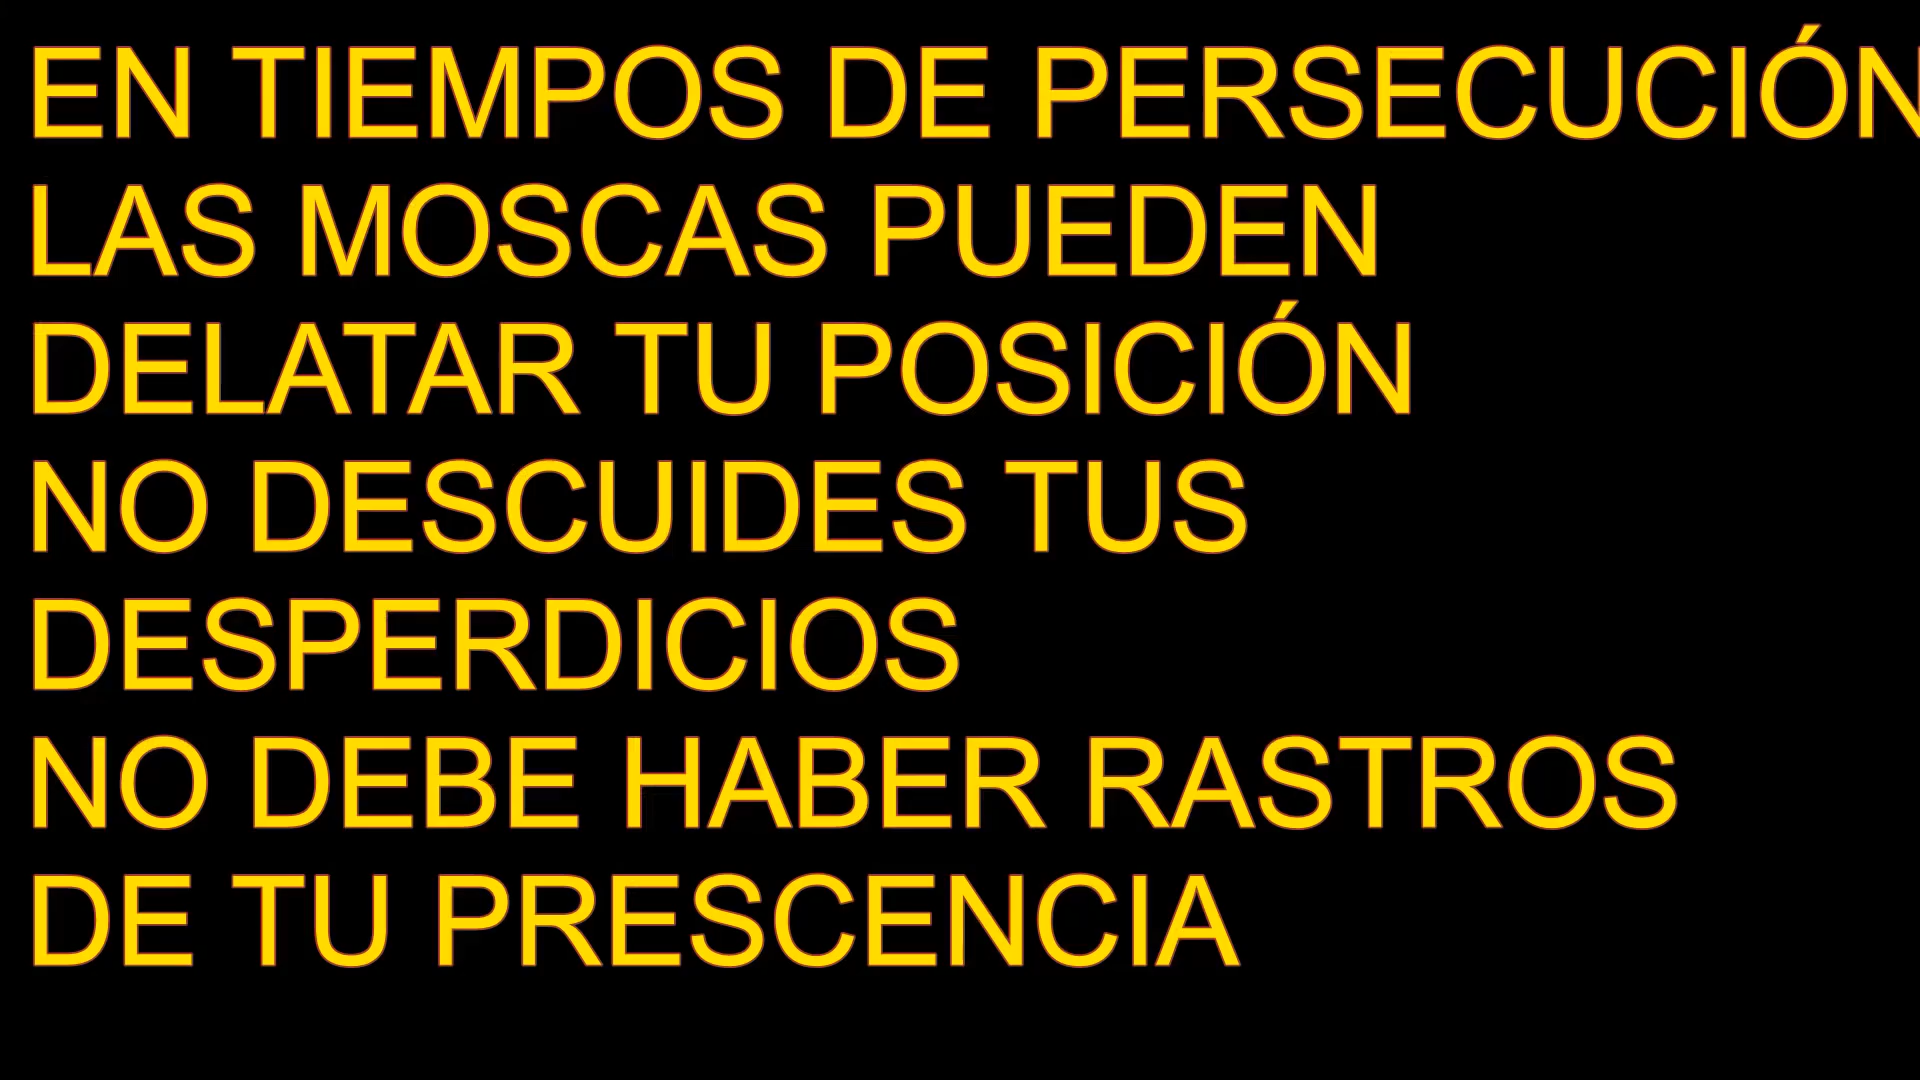 EN TIEMPOS DE PERSECUCIÓN
LAS MOSCAS PUEDEN
DELATAR TU POSICIÓN
NO DESCUIDES TUS
DESPERDICIOS
NO DEBE HABER RASTROS
DE TU PRESCENCIA